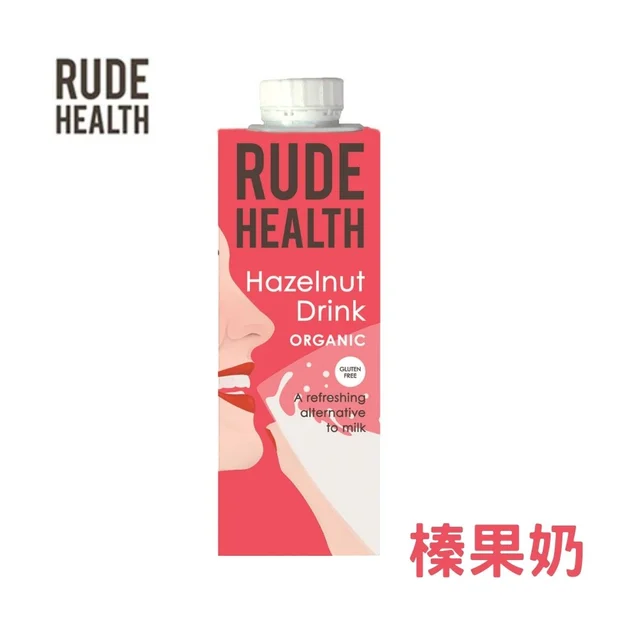 RUDE
HEALTH
RUDE
HEALTH
Hazelnut
Drink
ORGANIC
GLUTEN
FREE
A refreshing
alternative
to milk
榛果奶